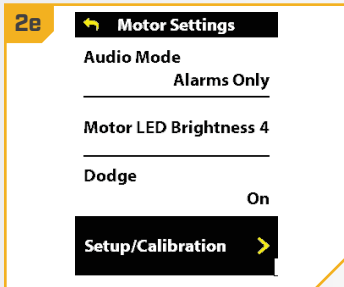 2e
Motor Settings
Audio Mode
Alarms Only
Motor LED Brightness 4
Dodge
On
Setup/Calibration